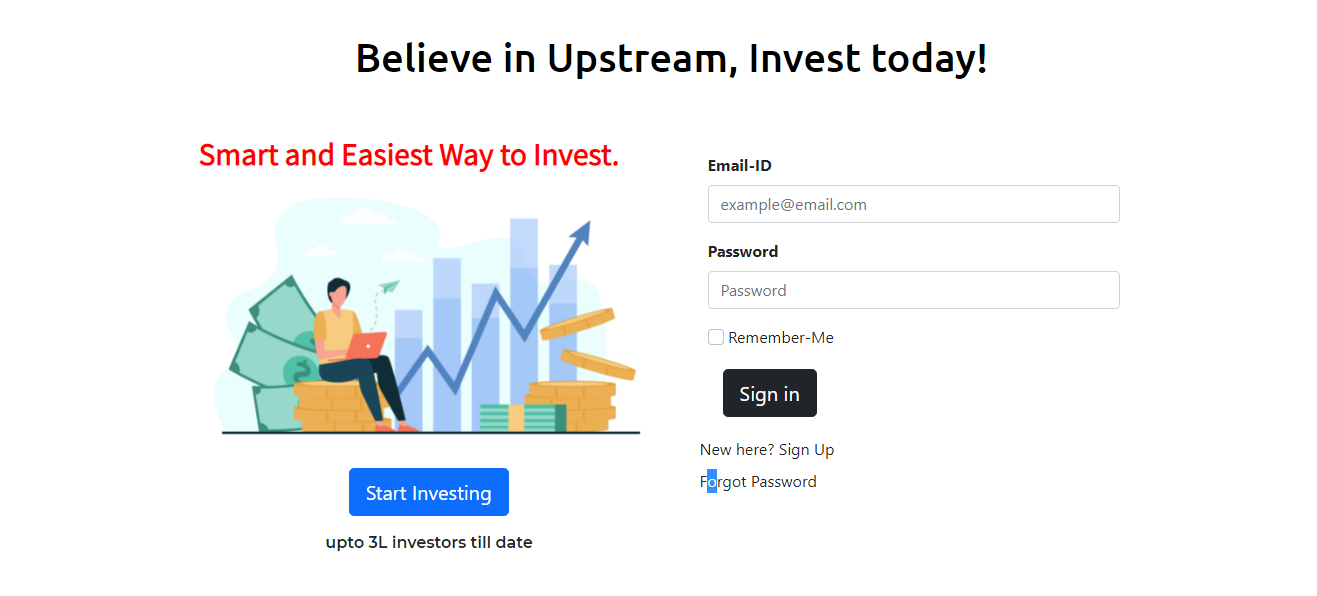 Believe in Upstream, Invest today!
Smart and Easiest Way to Invest.
Start Investing
upto 3L investors till date
Email-ID
example@email.com
Password
Password
Remember-Me
Sign in
New here? Sign Up
Forgot Password